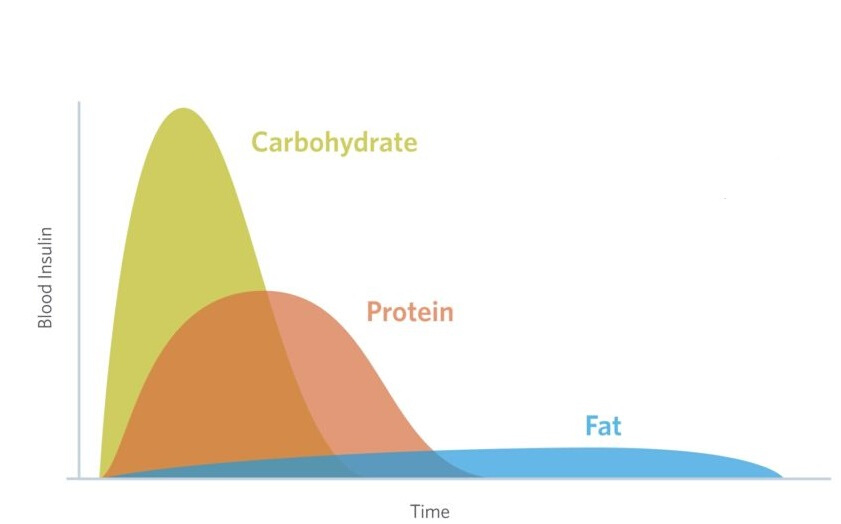 Carbohydrate
Blood Insulin
Protein
Fat
Time